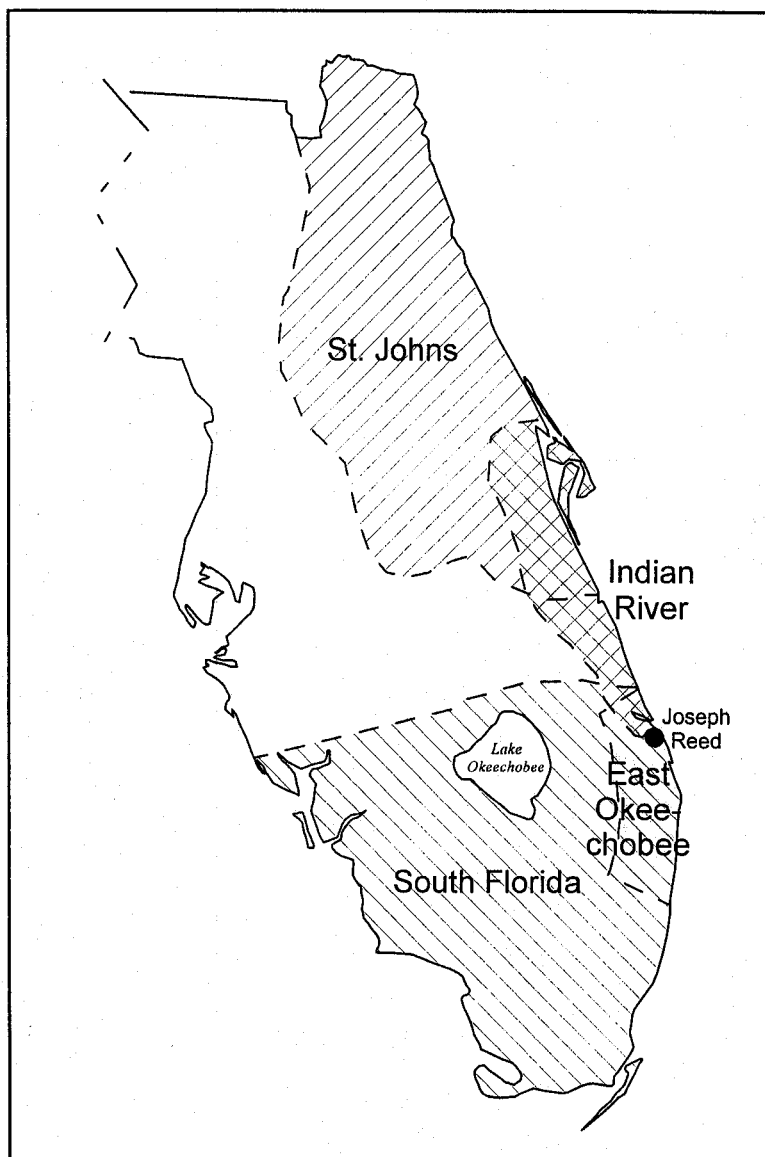 St. Johns
Indian
River
Joseph
Reed
Lake
Okeechobee
East
Okee-
chobee
South Florida